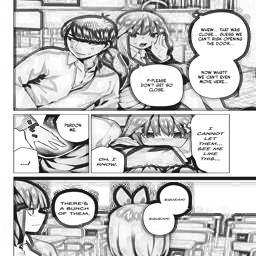 WHEW... THAT WAS
CLOSE... GUESS WE
CAN'T RISK OPENING
THE DOOR...
NOW WHAT?
WE CAN'T EVEN
MOVE HERE...
P-PLEASE
DON'T GET SO
CLOSE.
PARDON
ME.
...!
OH, I
KNOW.
I
CANNOT
LET
THEM...
SEE ME
LIKE
THIS...
THERE'S
A BUNCH
OF THEM.
SQUEAK!
SQUEAK!